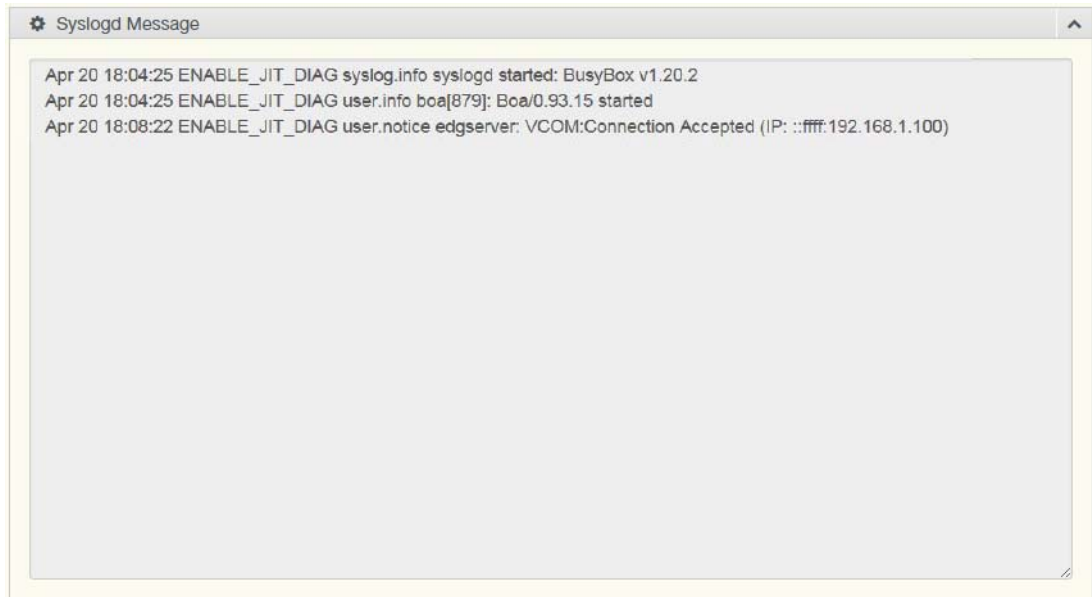 Syslogd Message
Apr 20 18:04:25 ENABLE_JIT_DIAG syslog.info syslogd started: BusyBox v1.20.2
Apr 20 18:04:25 ENABLE_JIT_DIAG user.info boa[879]: Boa/0.93.15 started
Apr 20 18:08:22 ENABLE_JIT_DIAG user.notice edgserver: VCOM:Connection Accepted (IP: ::ffff:192.168.1.100)